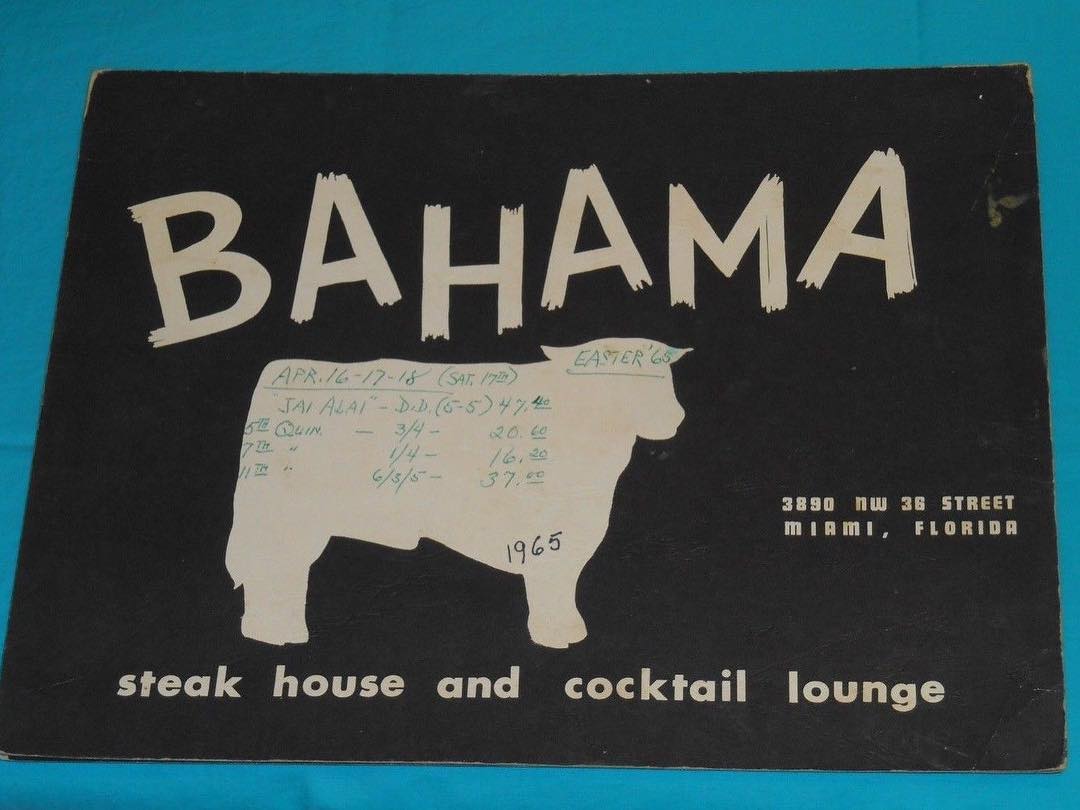 BAHAMA
EASTER '65
APR. 16-17-18 (SAT. 17TH)
"JAI ALAI" - D.D. (5-5) 47.40
5TH QUIN. - 3/4 - 20.60
7TH " 1/4 - 16.20
11TH " 6/3/5 - 37.00
3890 NW 36 STREET
MIAMI, FLORIDA
1965
steak house and cocktail lounge